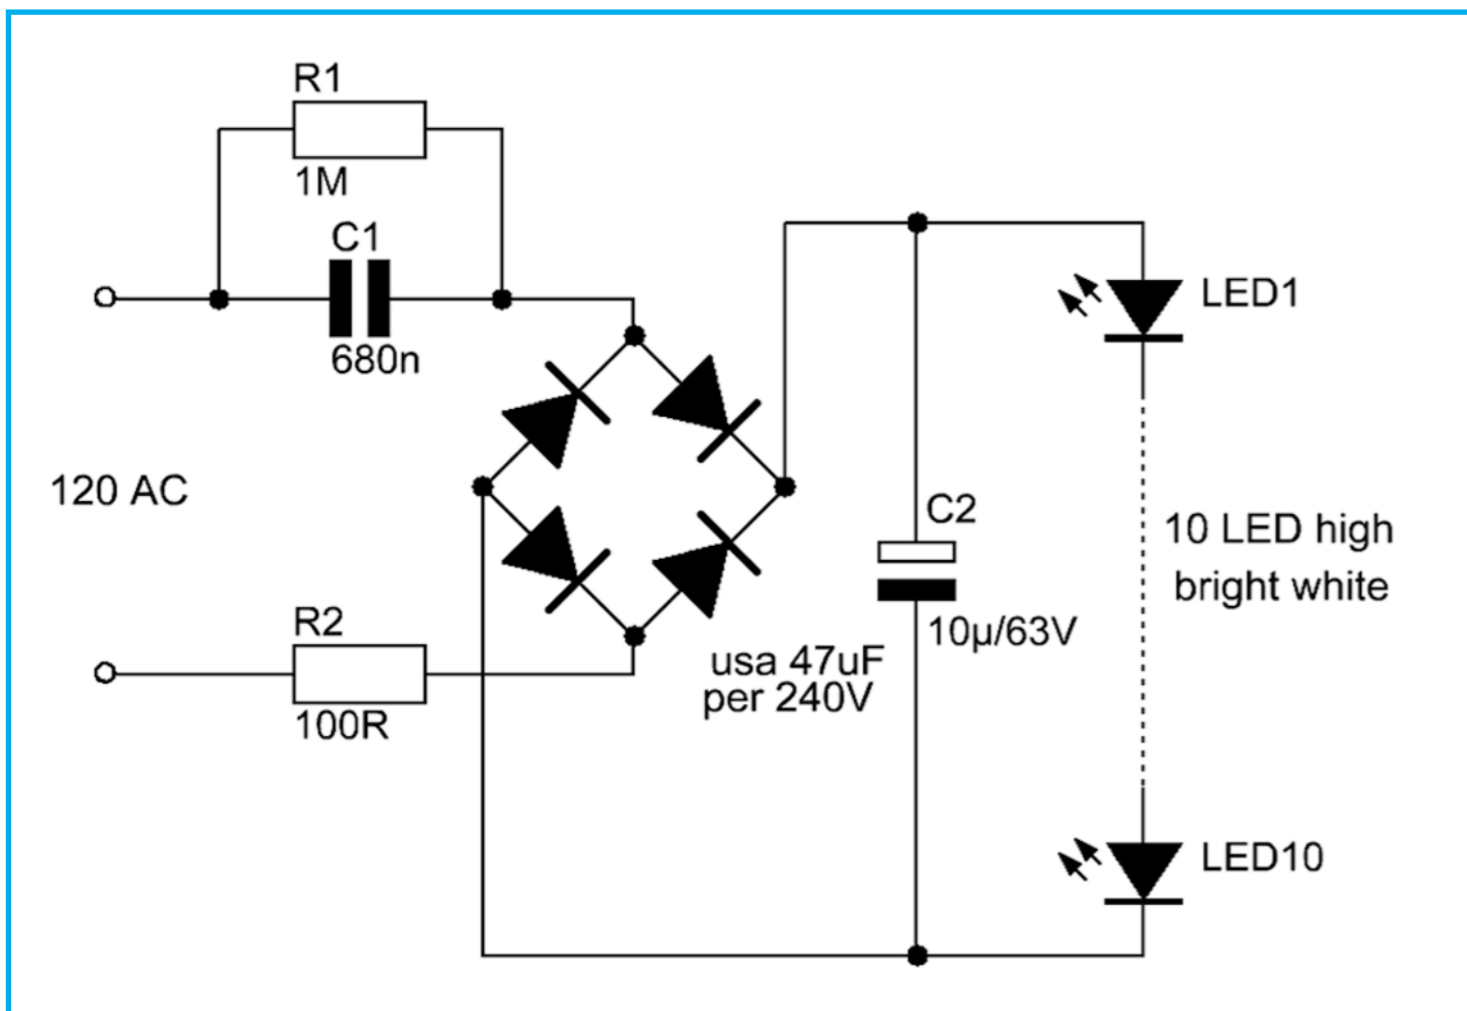 R1
1M
C1
680n
120 AC
R2
100R
usa 47uF
per 240V
C2
10µ/63V
LED1
10 LED high
bright white
LED10